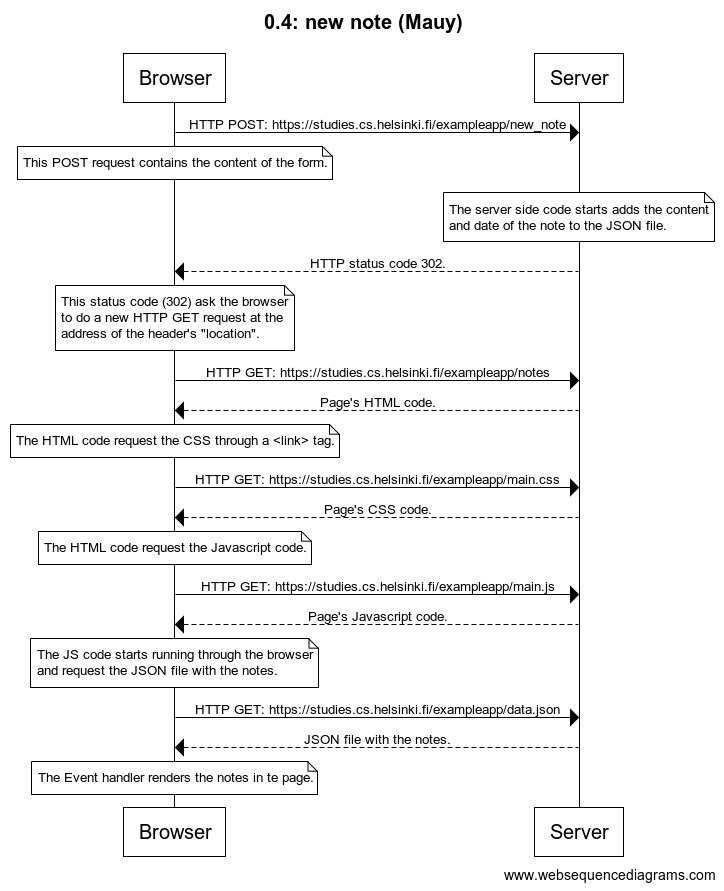 0.4: new note (Mauy)
Browser
Server
HTTP POST: https://studies.cs.helsinki.fi/exampleapp/new_note
This POST request contains the content of the form.
The server side code starts adds the content
and date of the note to the JSON file.
HTTP status code 302.
This status code (302) ask the browser
to do a new HTTP GET request at the
address of the header's "location".
HTTP GET: https://studies.cs.helsinki.fi/exampleapp/notes
Page's HTML code.
The HTML code request the CSS through a <link> tag.
HTTP GET: https://studies.cs.helsinki.fi/exampleapp/main.css
Page's CSS code.
The HTML code request the Javascript code.
HTTP GET: https://studies.cs.helsinki.fi/exampleapp/main.js
Page's Javascript code.
The JS code starts running through the browser
and request the JSON file with the notes.
HTTP GET: https://studies.cs.helsinki.fi/exampleapp/data.json
JSON file with the notes.
The Event handler renders the notes in te page.
Browser
Server
www.websequencediagrams.com